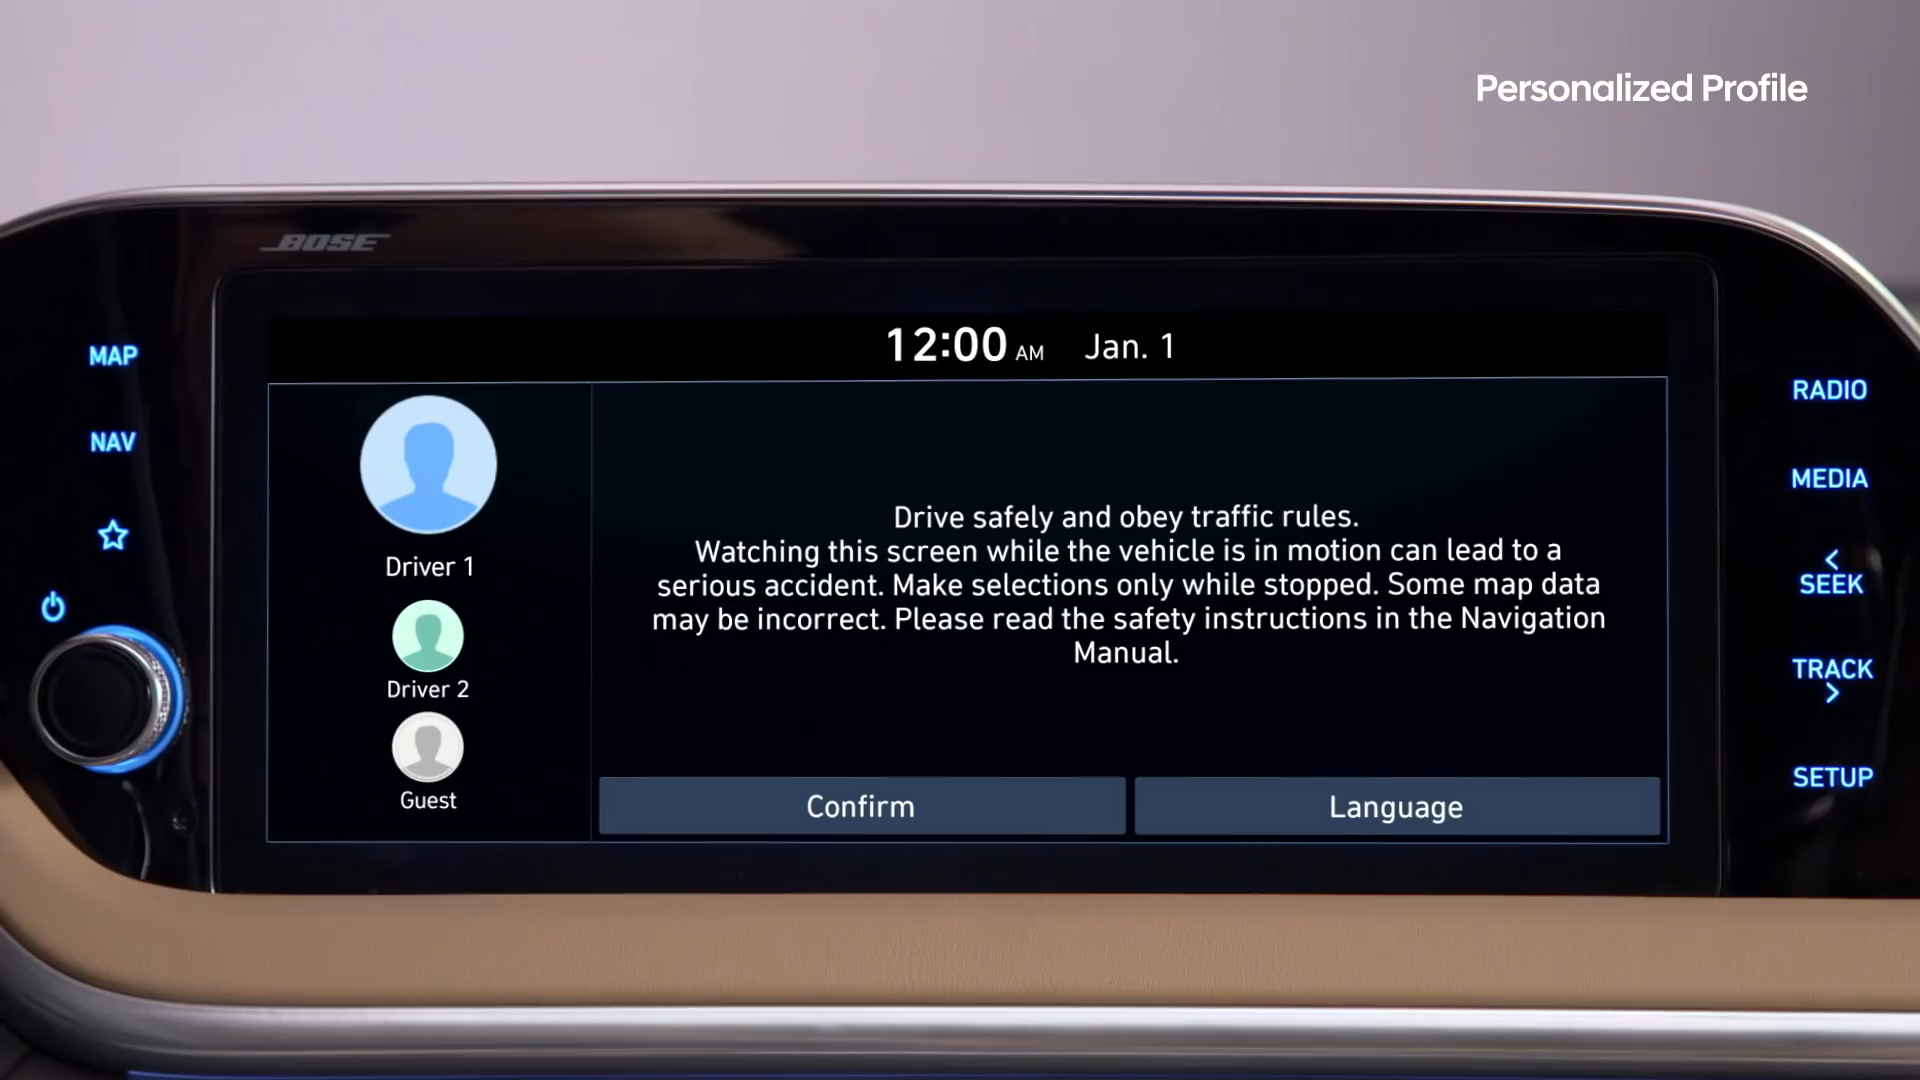 Personalized Profile
BOSE
12:00 AM Jan. 1
MAP
NAV
Driver 1
Driver 2
Guest
Drive safely and obey traffic rules.
Watching this screen while the vehicle is in motion can lead to a
serious accident. Make selections only while stopped. Some map data
may be incorrect. Please read the safety instructions in the Navigation
Manual.
Confirm
Language
RADIO
MEDIA
< SEEK
TRACK >
SETUP